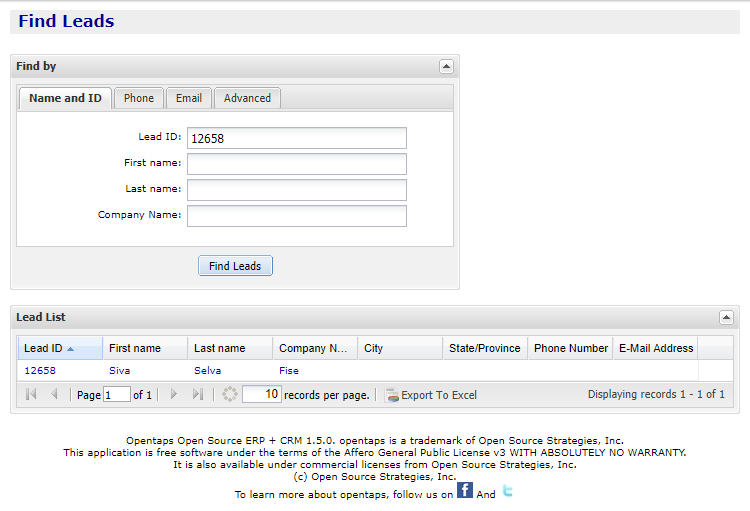 Find Leads
Find by
Name and ID Phone Email Advanced
Lead ID: 12658
First name:
Last name:
Company Name:
Find Leads
Lead List
Lead ID First name Last name Company N... City State/Province Phone Number E-Mail Address
12658 Siva Selva Fise
Page 1 of 1 10 records per page. Export To Excel Displaying records 1 - 1 of 1
Opentaps Open Source ERP + CRM 1.5.0. opentaps is a trademark of Open Source Strategies, Inc.
This application is free software under the terms of the Affero General Public License v3 WITH ABSOLUTELY NO WARRANTY.
It is also available under commercial licenses from Open Source Strategies, Inc.
(c) Open Source Strategies, Inc.
To learn more about opentaps, follow us on f And t